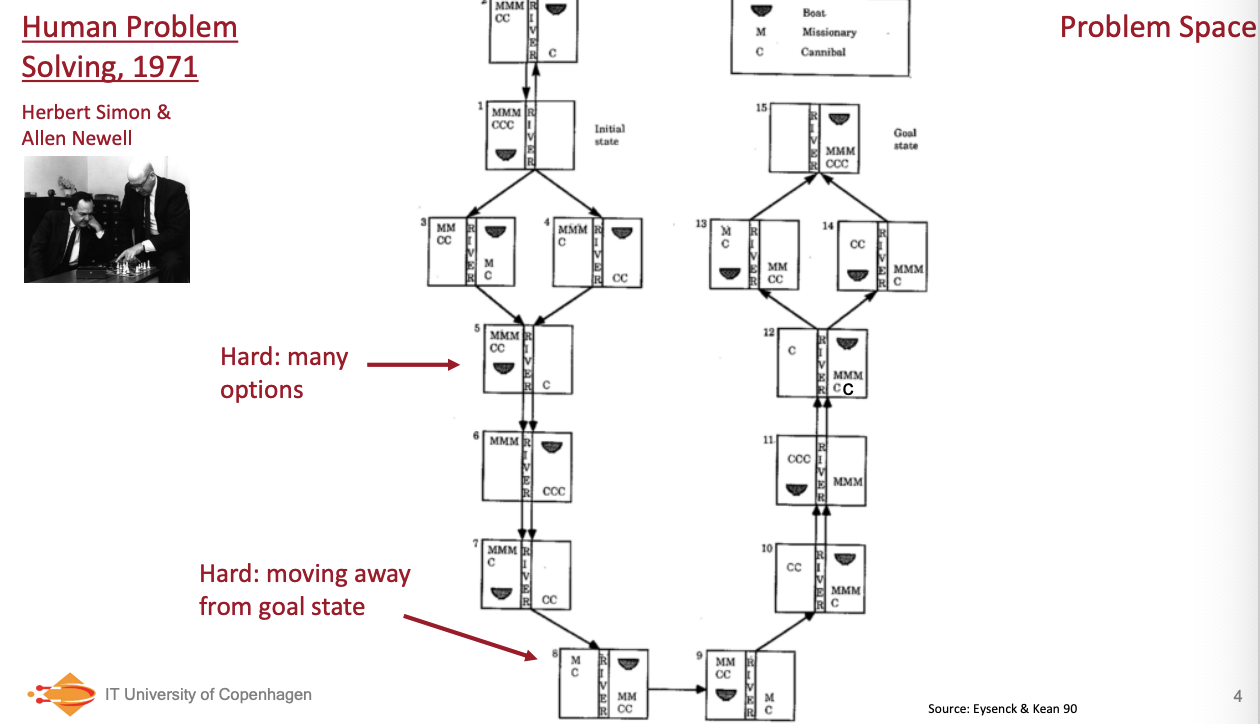 Human Problem
Solving, 1971
Herbert Simon &
Allen Newell
Problem Space
Boat
M Missionary
C Cannibal
2
MMM
CC
RIVER
C
1
MMM
CCC
RIVER
Initial
state
3
MM
CC
RIVER
M
C
4
MMM
C
RIVER
CC
5
MMM
CC
RIVER
C
Hard: many
options
6
MMM
RIVER
CCC
7
MMM
C
RIVER
CC
Hard: moving away
from goal state
8
M
C
RIVER
MM
CC
9
MM
CC
RIVER
M
C
10
CC
RIVER
MMM
C
11
CCC
RIVER
MMM
12
C
RIVER
MMM
C C
13
M
C
RIVER
MM
CC
14
CC
RIVER
MMM
C
15
RIVER
MMM
CCC
Goal
state
IT University of Copenhagen
Source: Eysenck & Kean 90
4